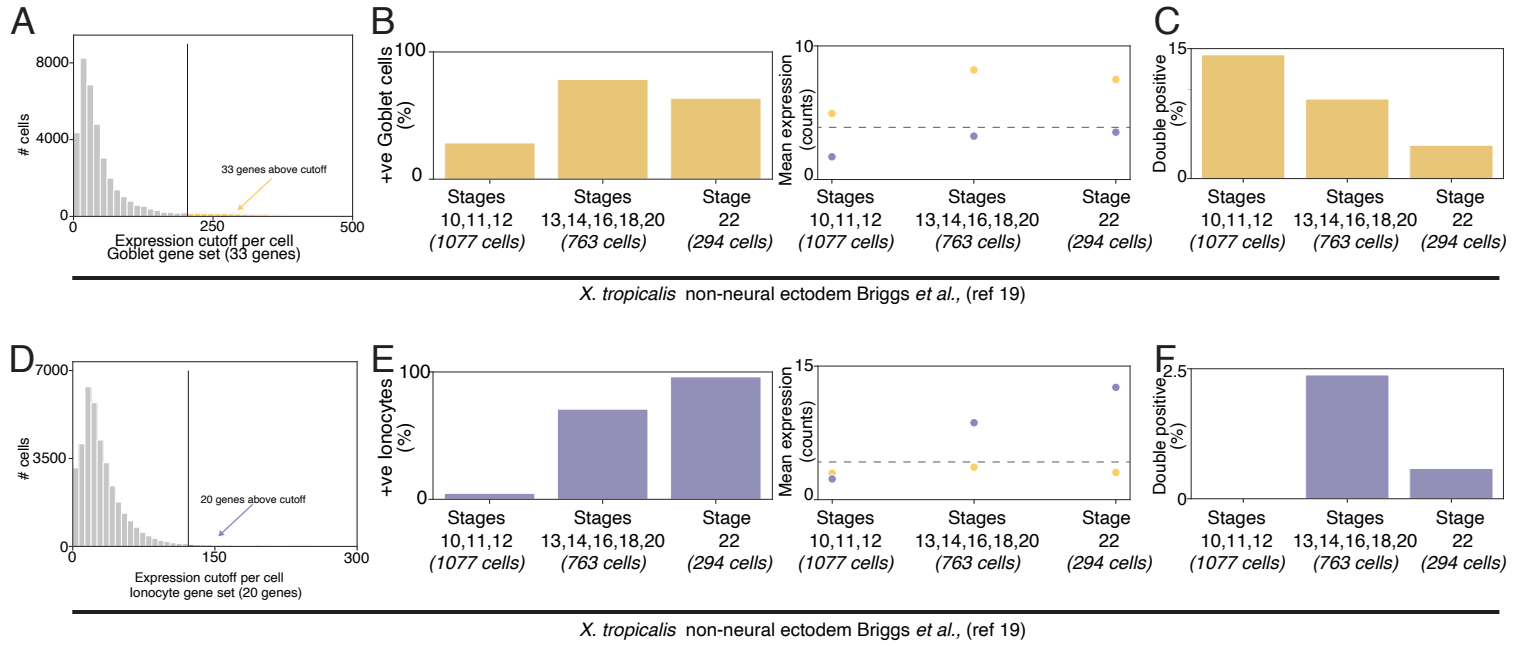 A
8000
4000
0
# cells
33 genes above cutoff
0
250
500
Expression cutoff per cell
Goblet gene set (33 genes)
B
+ve Goblet cells
(%)
100
0
Stages
10,11,12
(1077 cells)
Stages
13,14,16,18,20
(763 cells)
Stage
22
(294 cells)
Mean expression
(counts)
10
0
Stages
10,11,12
(1077 cells)
Stages
13,14,16,18,20
(763 cells)
Stage
22
(294 cells)
C
Double positive
(%)
15
0
Stages
10,11,12
(1077 cells)
Stages
13,14,16,18,20
(763 cells)
Stage
22
(294 cells)
X. tropicalis non-neural ectodem Briggs et al., (ref 19)
D
7000
3500
0
# cells
20 genes above cutoff
0
150
300
Expression cutoff per cell
Ionocyte gene set (20 genes)
E
+ve Ionocytes
(%)
100
0
Stages
10,11,12
(1077 cells)
Stages
13,14,16,18,20
(763 cells)
Stage
22
(294 cells)
Mean expression
(counts)
15
0
Stages
10,11,12
(1077 cells)
Stages
13,14,16,18,20
(763 cells)
Stage
22
(294 cells)
F
Double positive
(%)
2.5
0
Stages
10,11,12
(1077 cells)
Stages
13,14,16,18,20
(763 cells)
Stage
22
(294 cells)
X. tropicalis non-neural ectodem Briggs et al., (ref 19)